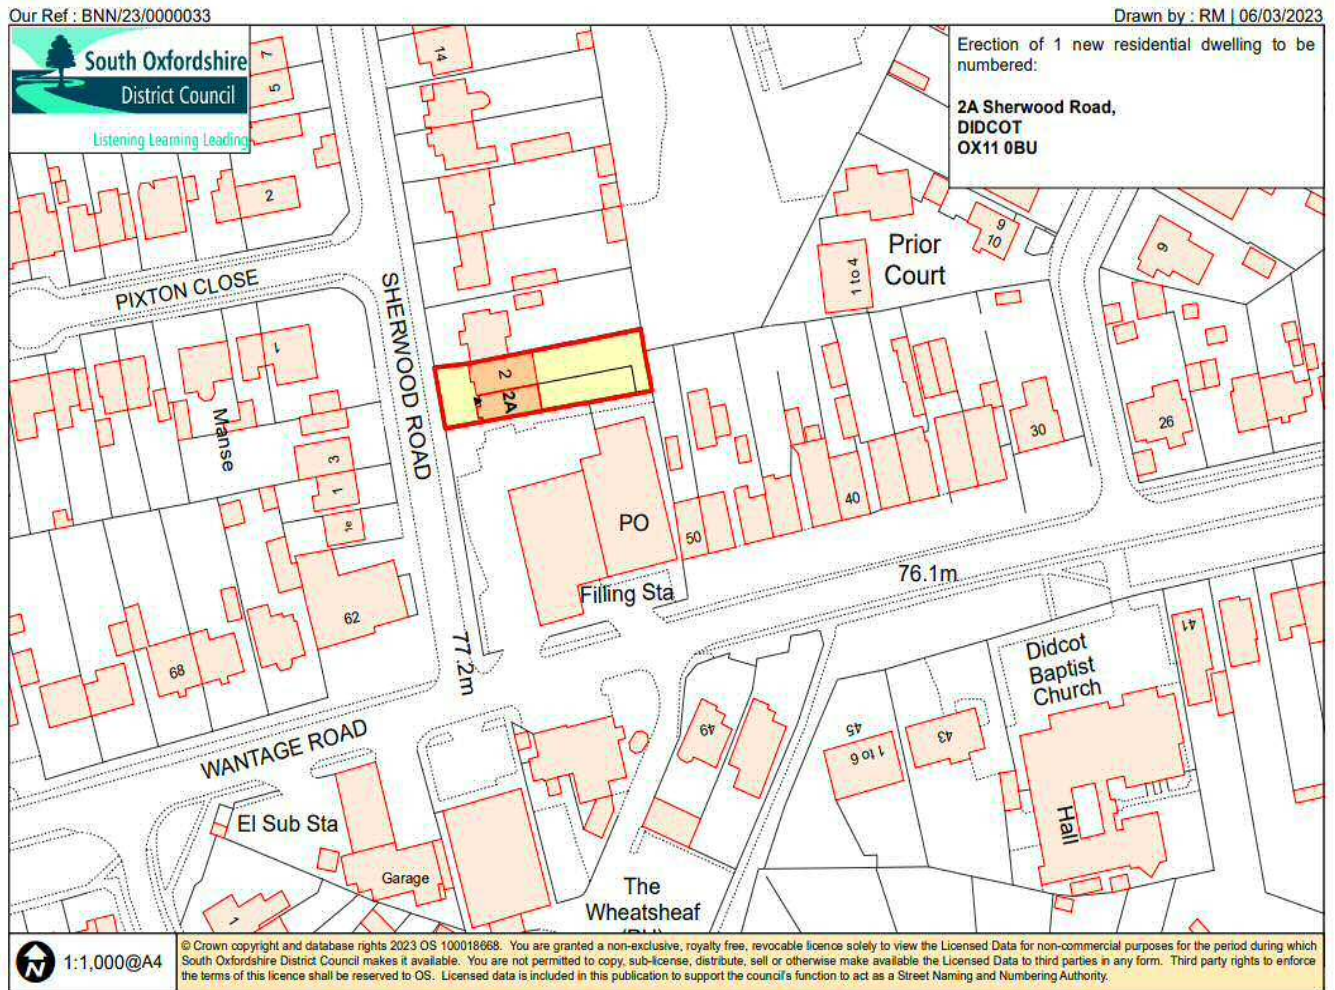 Our Ref : BNN/23/0000033
Drawn by : RM | 06/03/2023
South Oxfordshire
District Council
Listening Learning Leading
Erection of 1 new residential dwelling to be
numbered:
2A Sherwood Road,
DIDCOT
OX11 0BU
7
5
14
2
PIXTON CLOSE
SHERWOOD ROAD
Prior
Court
1 to 4
9
10
9
1
Manse
3
1
1e
2
2A
PO
50
40
30
26
Filling Sta
76.1m
62
68
77.2m
WANTAGE ROAD
El Sub Sta
Garage
1
49
45
1 to 6
43
Didcot
Baptist
Church
41
Hall
The
Wheatsheaf
(PH)
N
1:1,000@A4
© Crown copyright and database rights 2023 OS 100018668. You are granted a non-exclusive, royalty free, revocable licence solely to view the Licensed Data for non-commercial purposes for the period during which
South Oxfordshire District Council makes it available. You are not permitted to copy, sub-license, distribute, sell or otherwise make available the Licensed Data to third parties in any form. Third party rights to enforce
the terms of this licence shall be reserved to OS. Licensed data is included in this publication to support the council's function to act as a Street Naming and Numbering Authority.